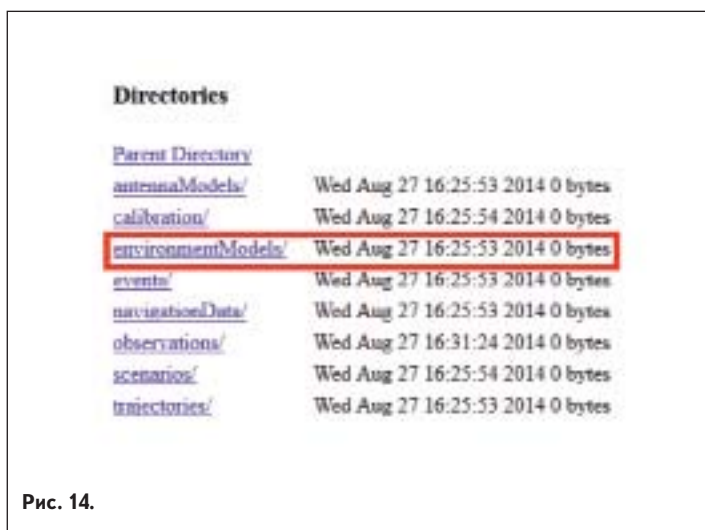 Directories
Parent Directory
antennaModels/ Wed Aug 27 16:25:53 2014 0 bytes
calibration/ Wed Aug 27 16:25:54 2014 0 bytes
environmentModels/ Wed Aug 27 16:25:53 2014 0 bytes
events/ Wed Aug 27 16:25:53 2014 0 bytes
navigationData/ Wed Aug 27 16:25:53 2014 0 bytes
observations/ Wed Aug 27 16:31:24 2014 0 bytes
scenarios/ Wed Aug 27 16:25:54 2014 0 bytes
trajectories/ Wed Aug 27 16:25:53 2014 0 bytes
Рис. 14.